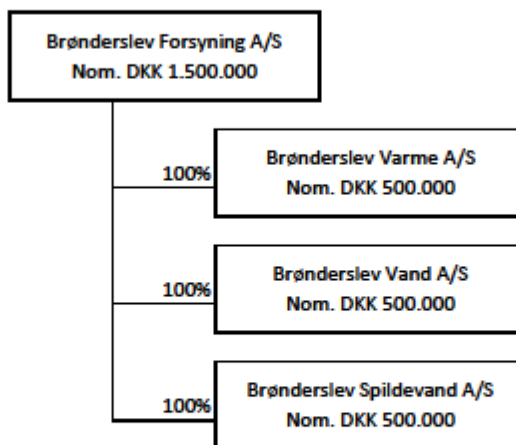 Brønderslev Forsyning A/S
Nom. DKK 1.500.000
100%
Brønderslev Varme A/S
Nom. DKK 500.000
100%
Brønderslev Vand A/S
Nom. DKK 500.000
100%
Brønderslev Spildevand A/S
Nom. DKK 500.000